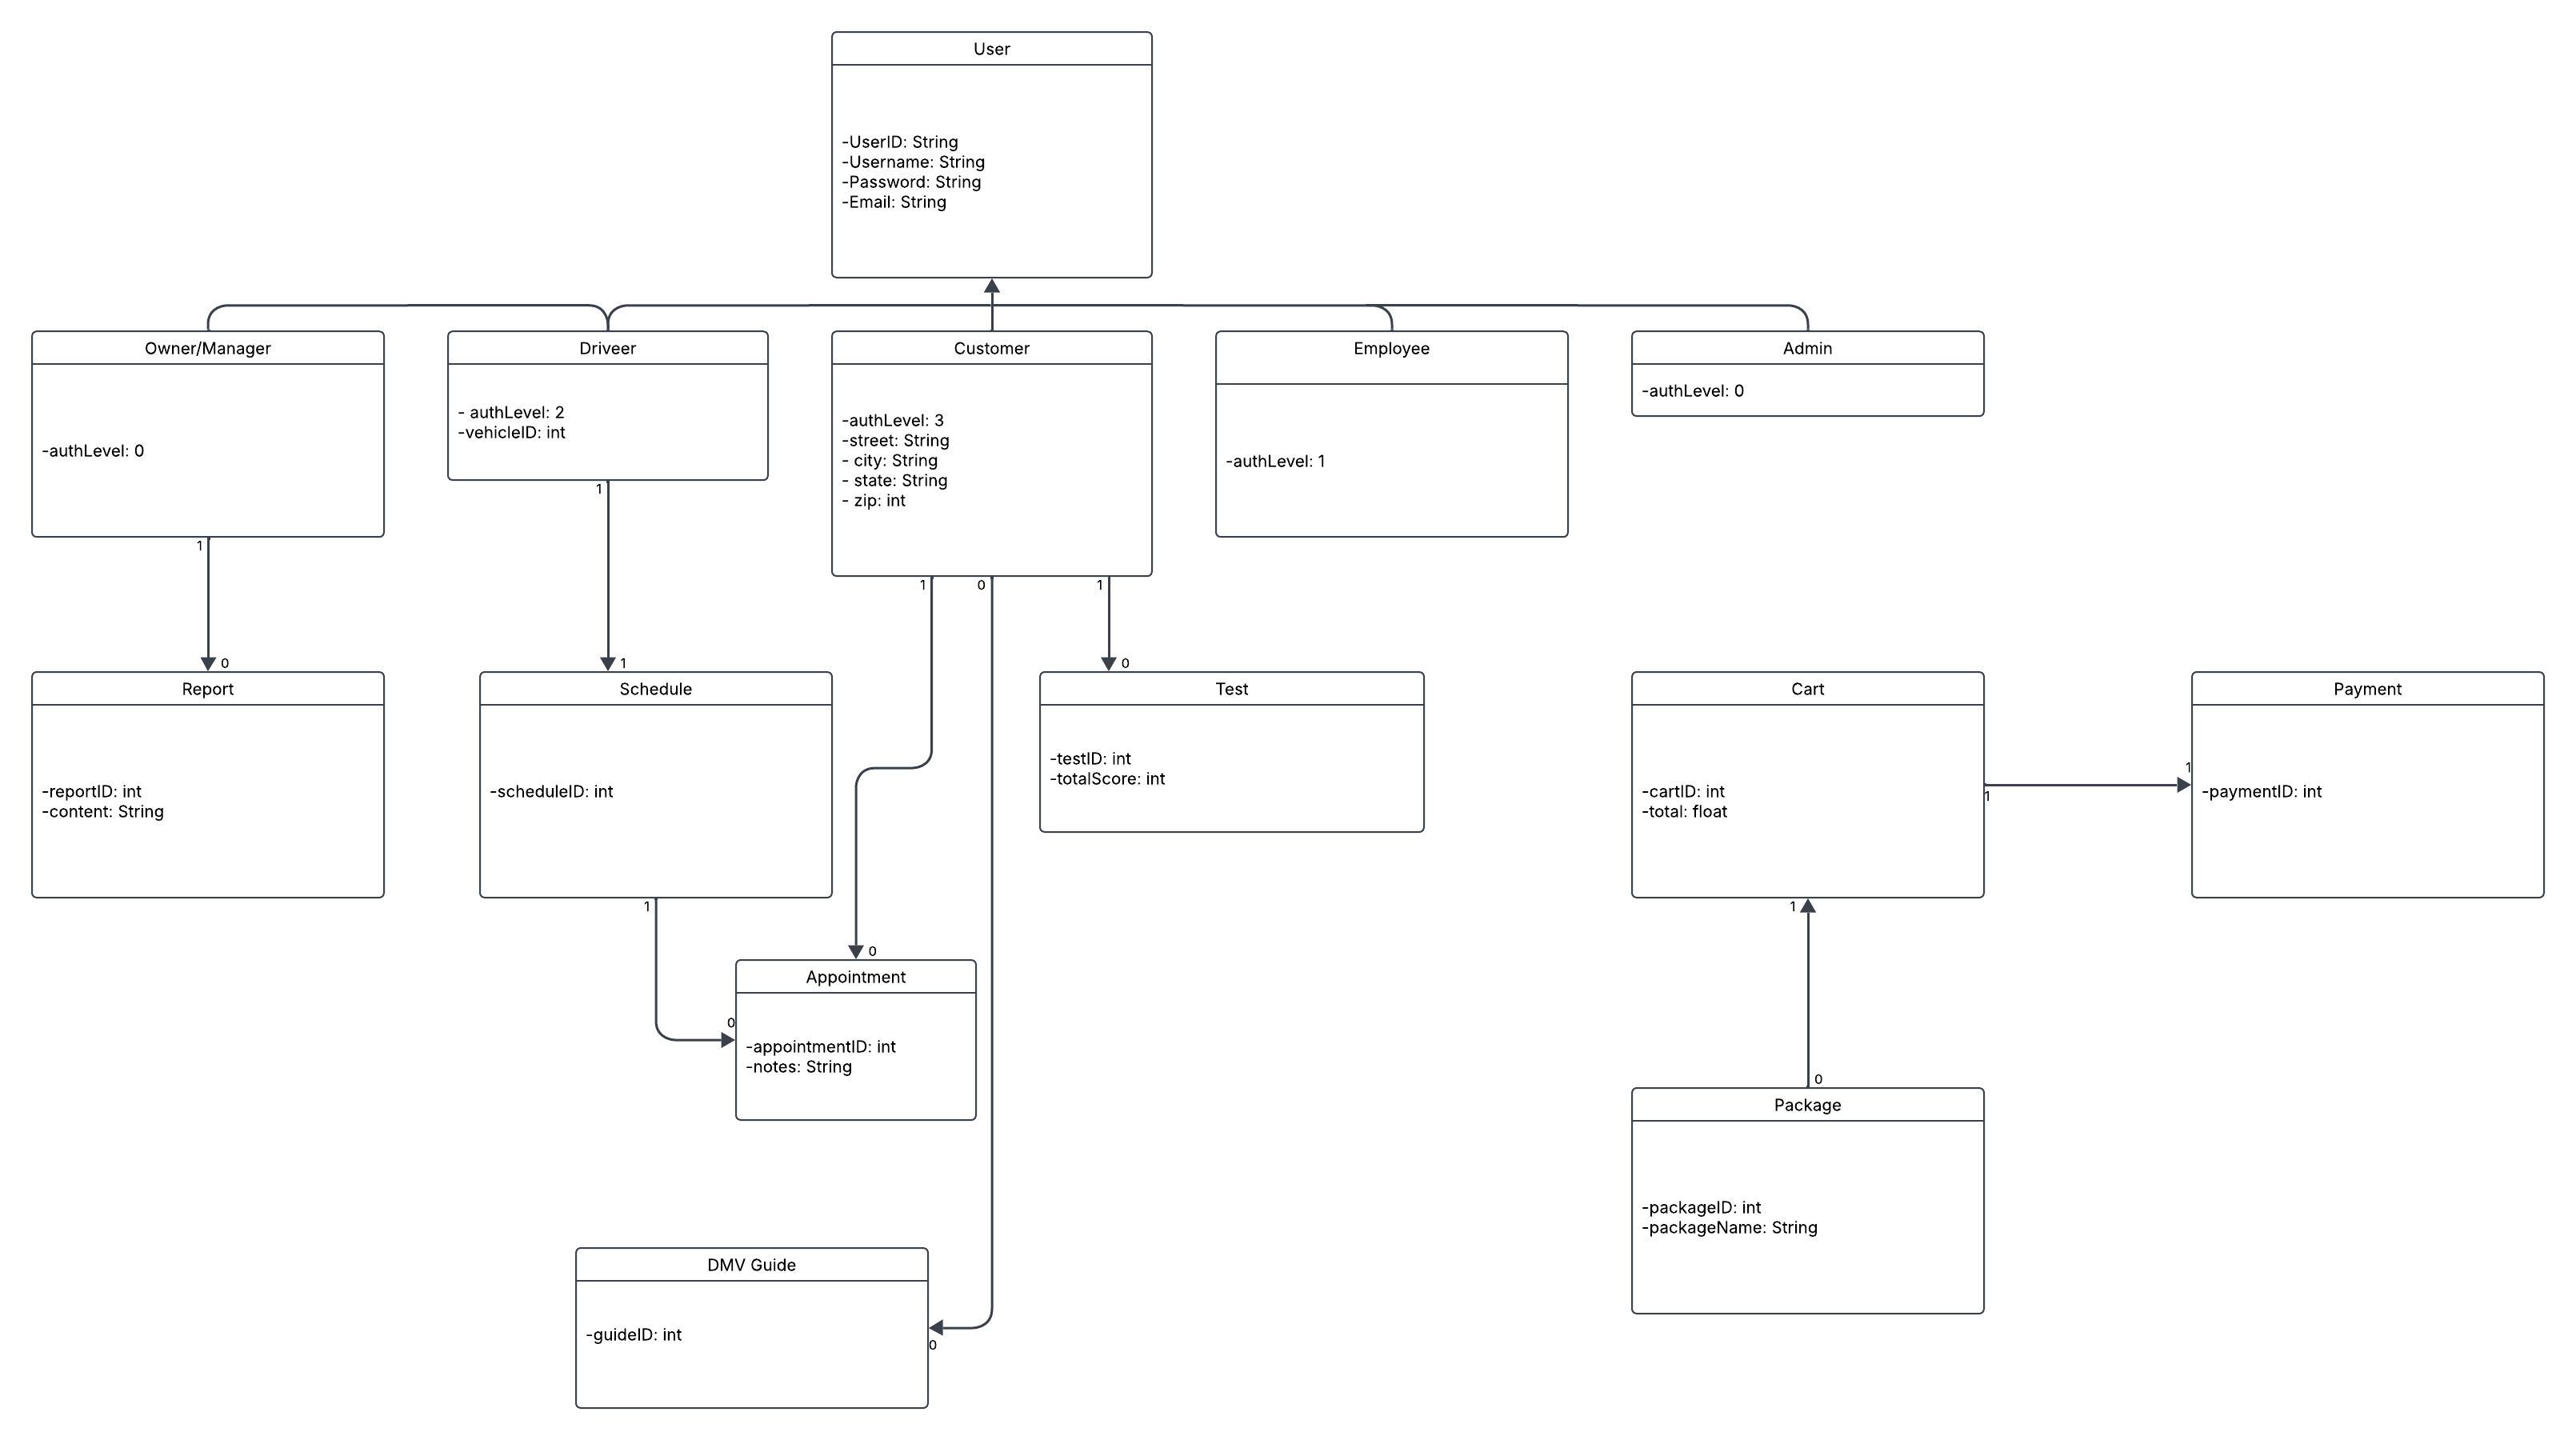 User
-UserID: String
-Username: String
-Password: String
-Email: String
Owner/Manager
-authLevel: 0
Driveer
- authLevel: 2
-vehicleID: int
Customer
-authLevel: 3
-street: String
- city: String
- state: String
- zip: int
Employee
-authLevel: 1
Admin
-authLevel: 0
1
1
1
0
1
0
1
0
Report
-reportID: int
-content: String
Schedule
-scheduleID: int
Test
-testID: int
-totalScore: int
Cart
-cartID: int
-total: float
1
1
Payment
-paymentID: int
1
1
0
0
Appointment
-appointmentID: int
-notes: String
0
Package
-packageID: int
-packageName: String
DMV Guide
-guideID: int
0